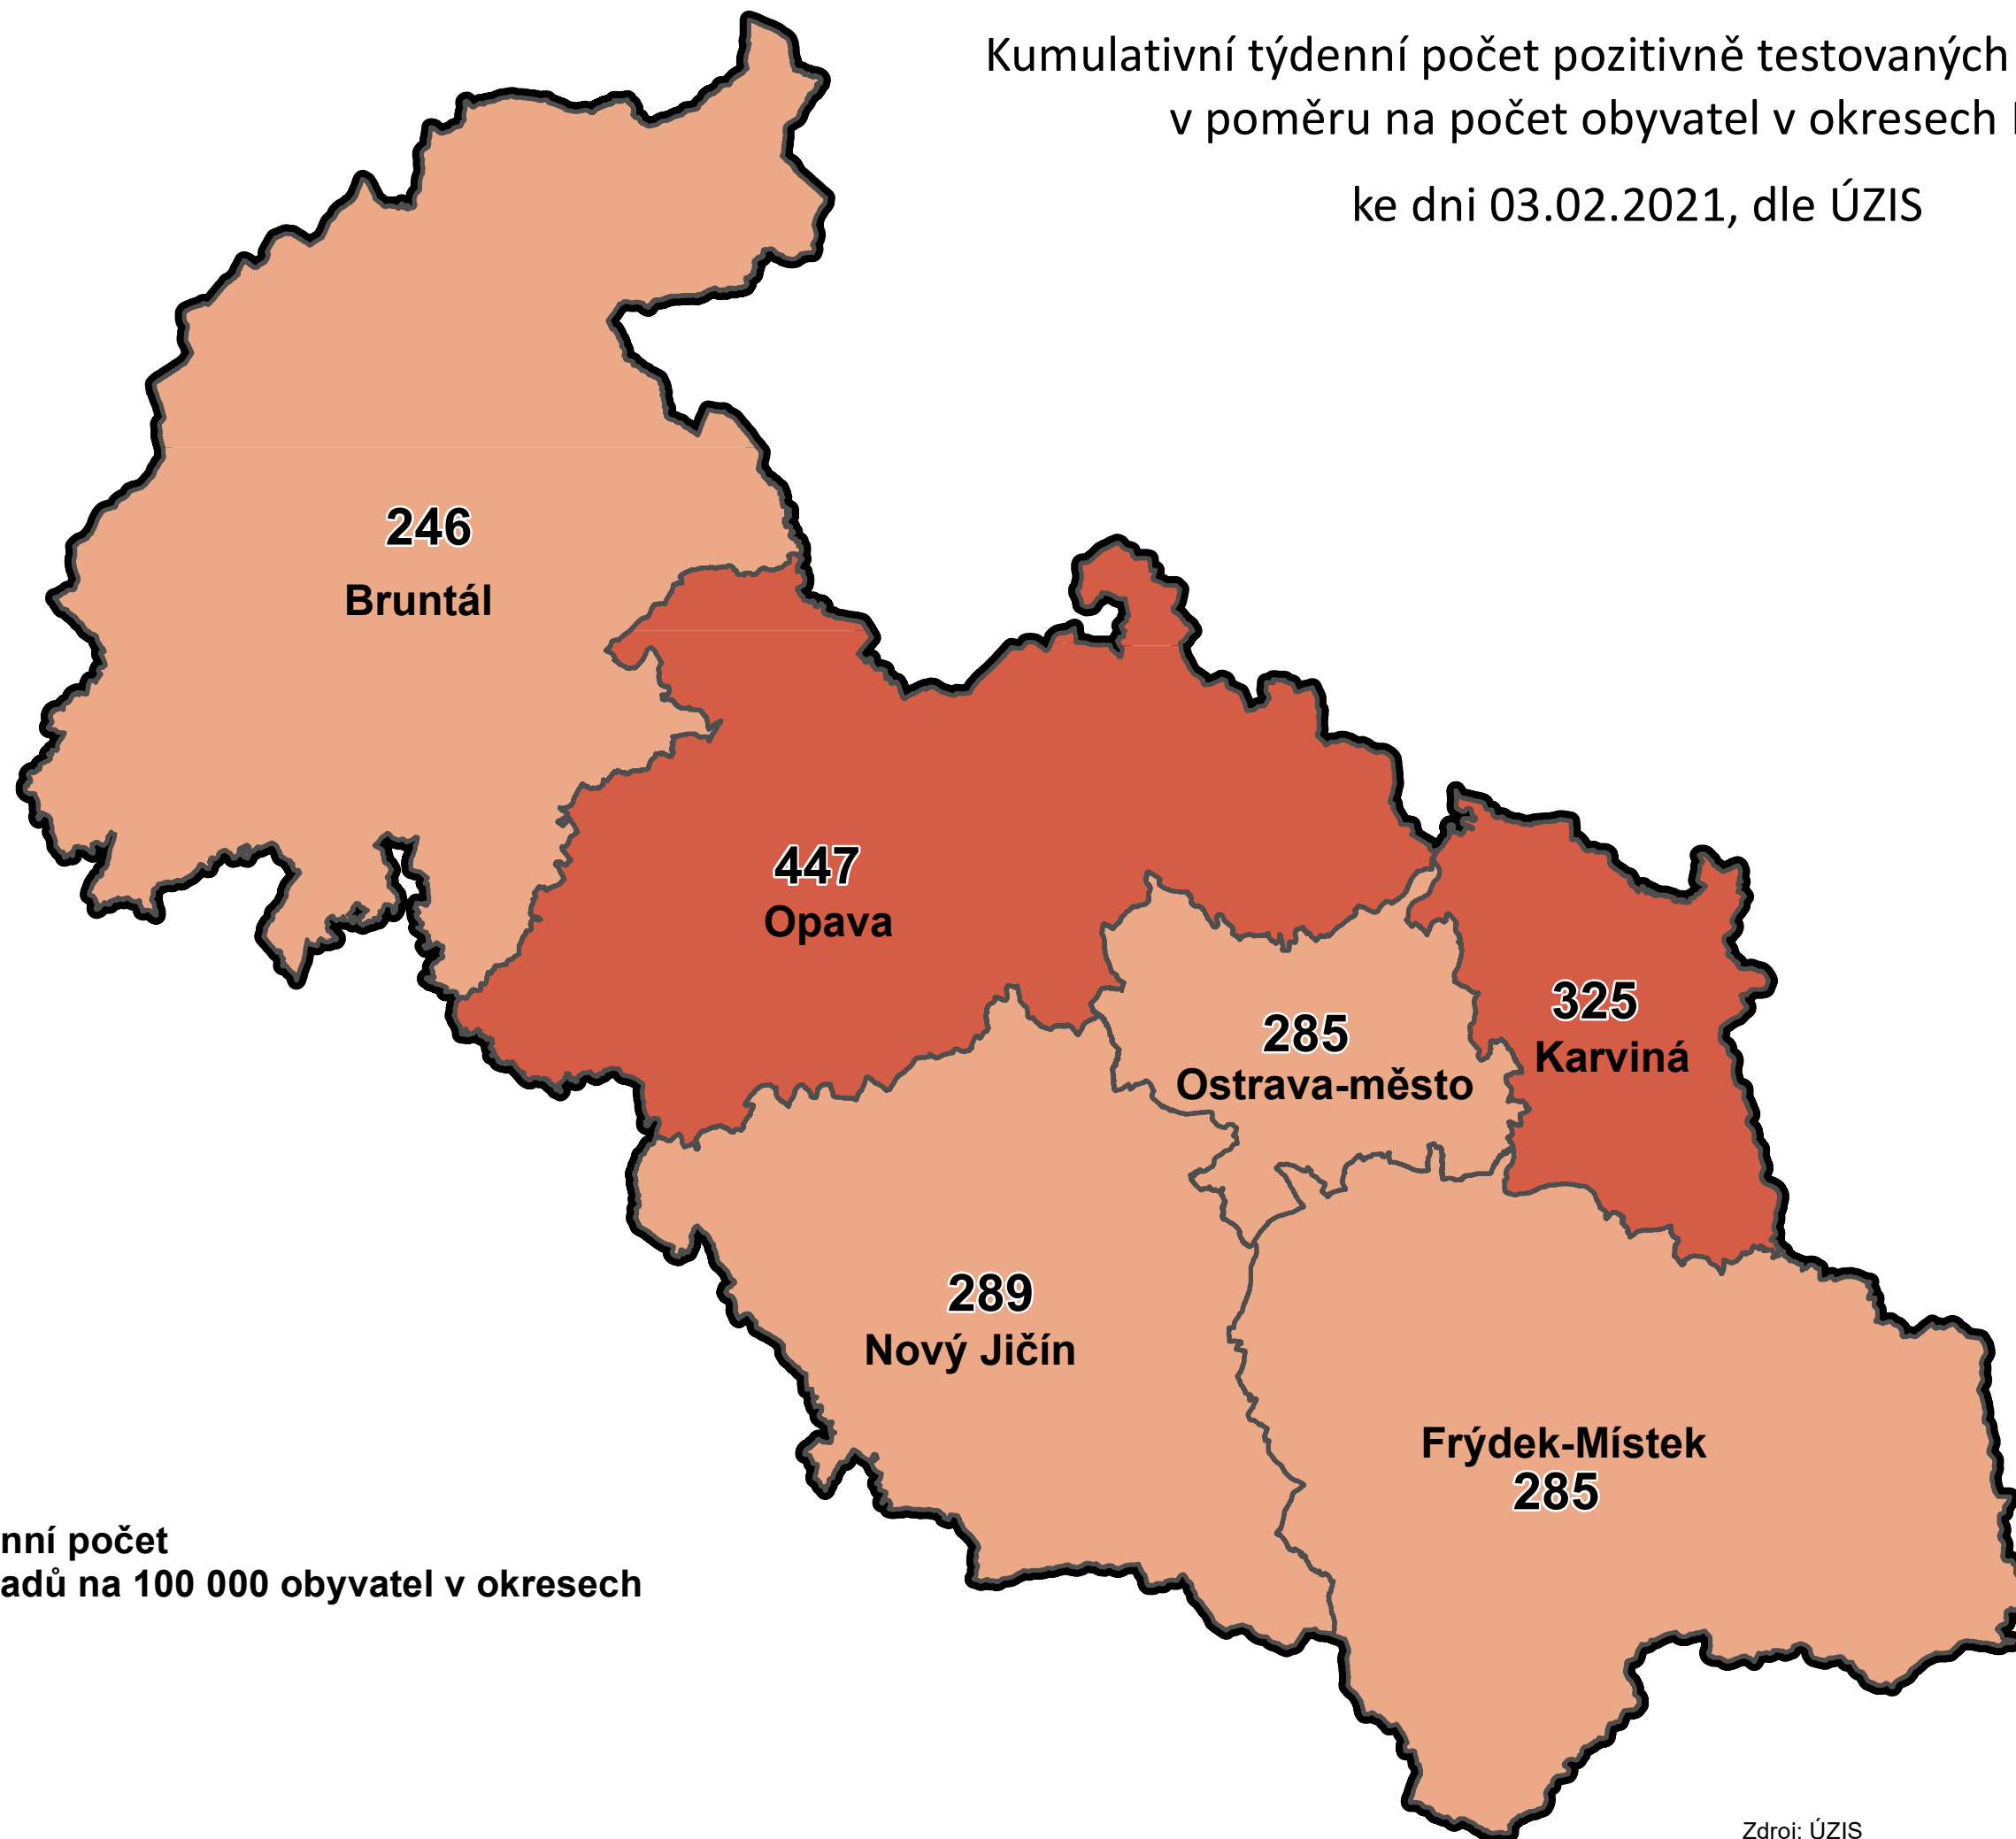 Kumulativní týdenní počet pozitivně testovaných
v poměru na počet obyvatel v okresech
ke dni 03.02.2021, dle ÚZIS
246
Bruntál
447
Opava
325
Karviná
285
Ostrava-město
289
Nový Jičín
Frýdek-Místek
285
nní počet
adů na 100 000 obyvatel v okresech
Zdroj: ÚZIS